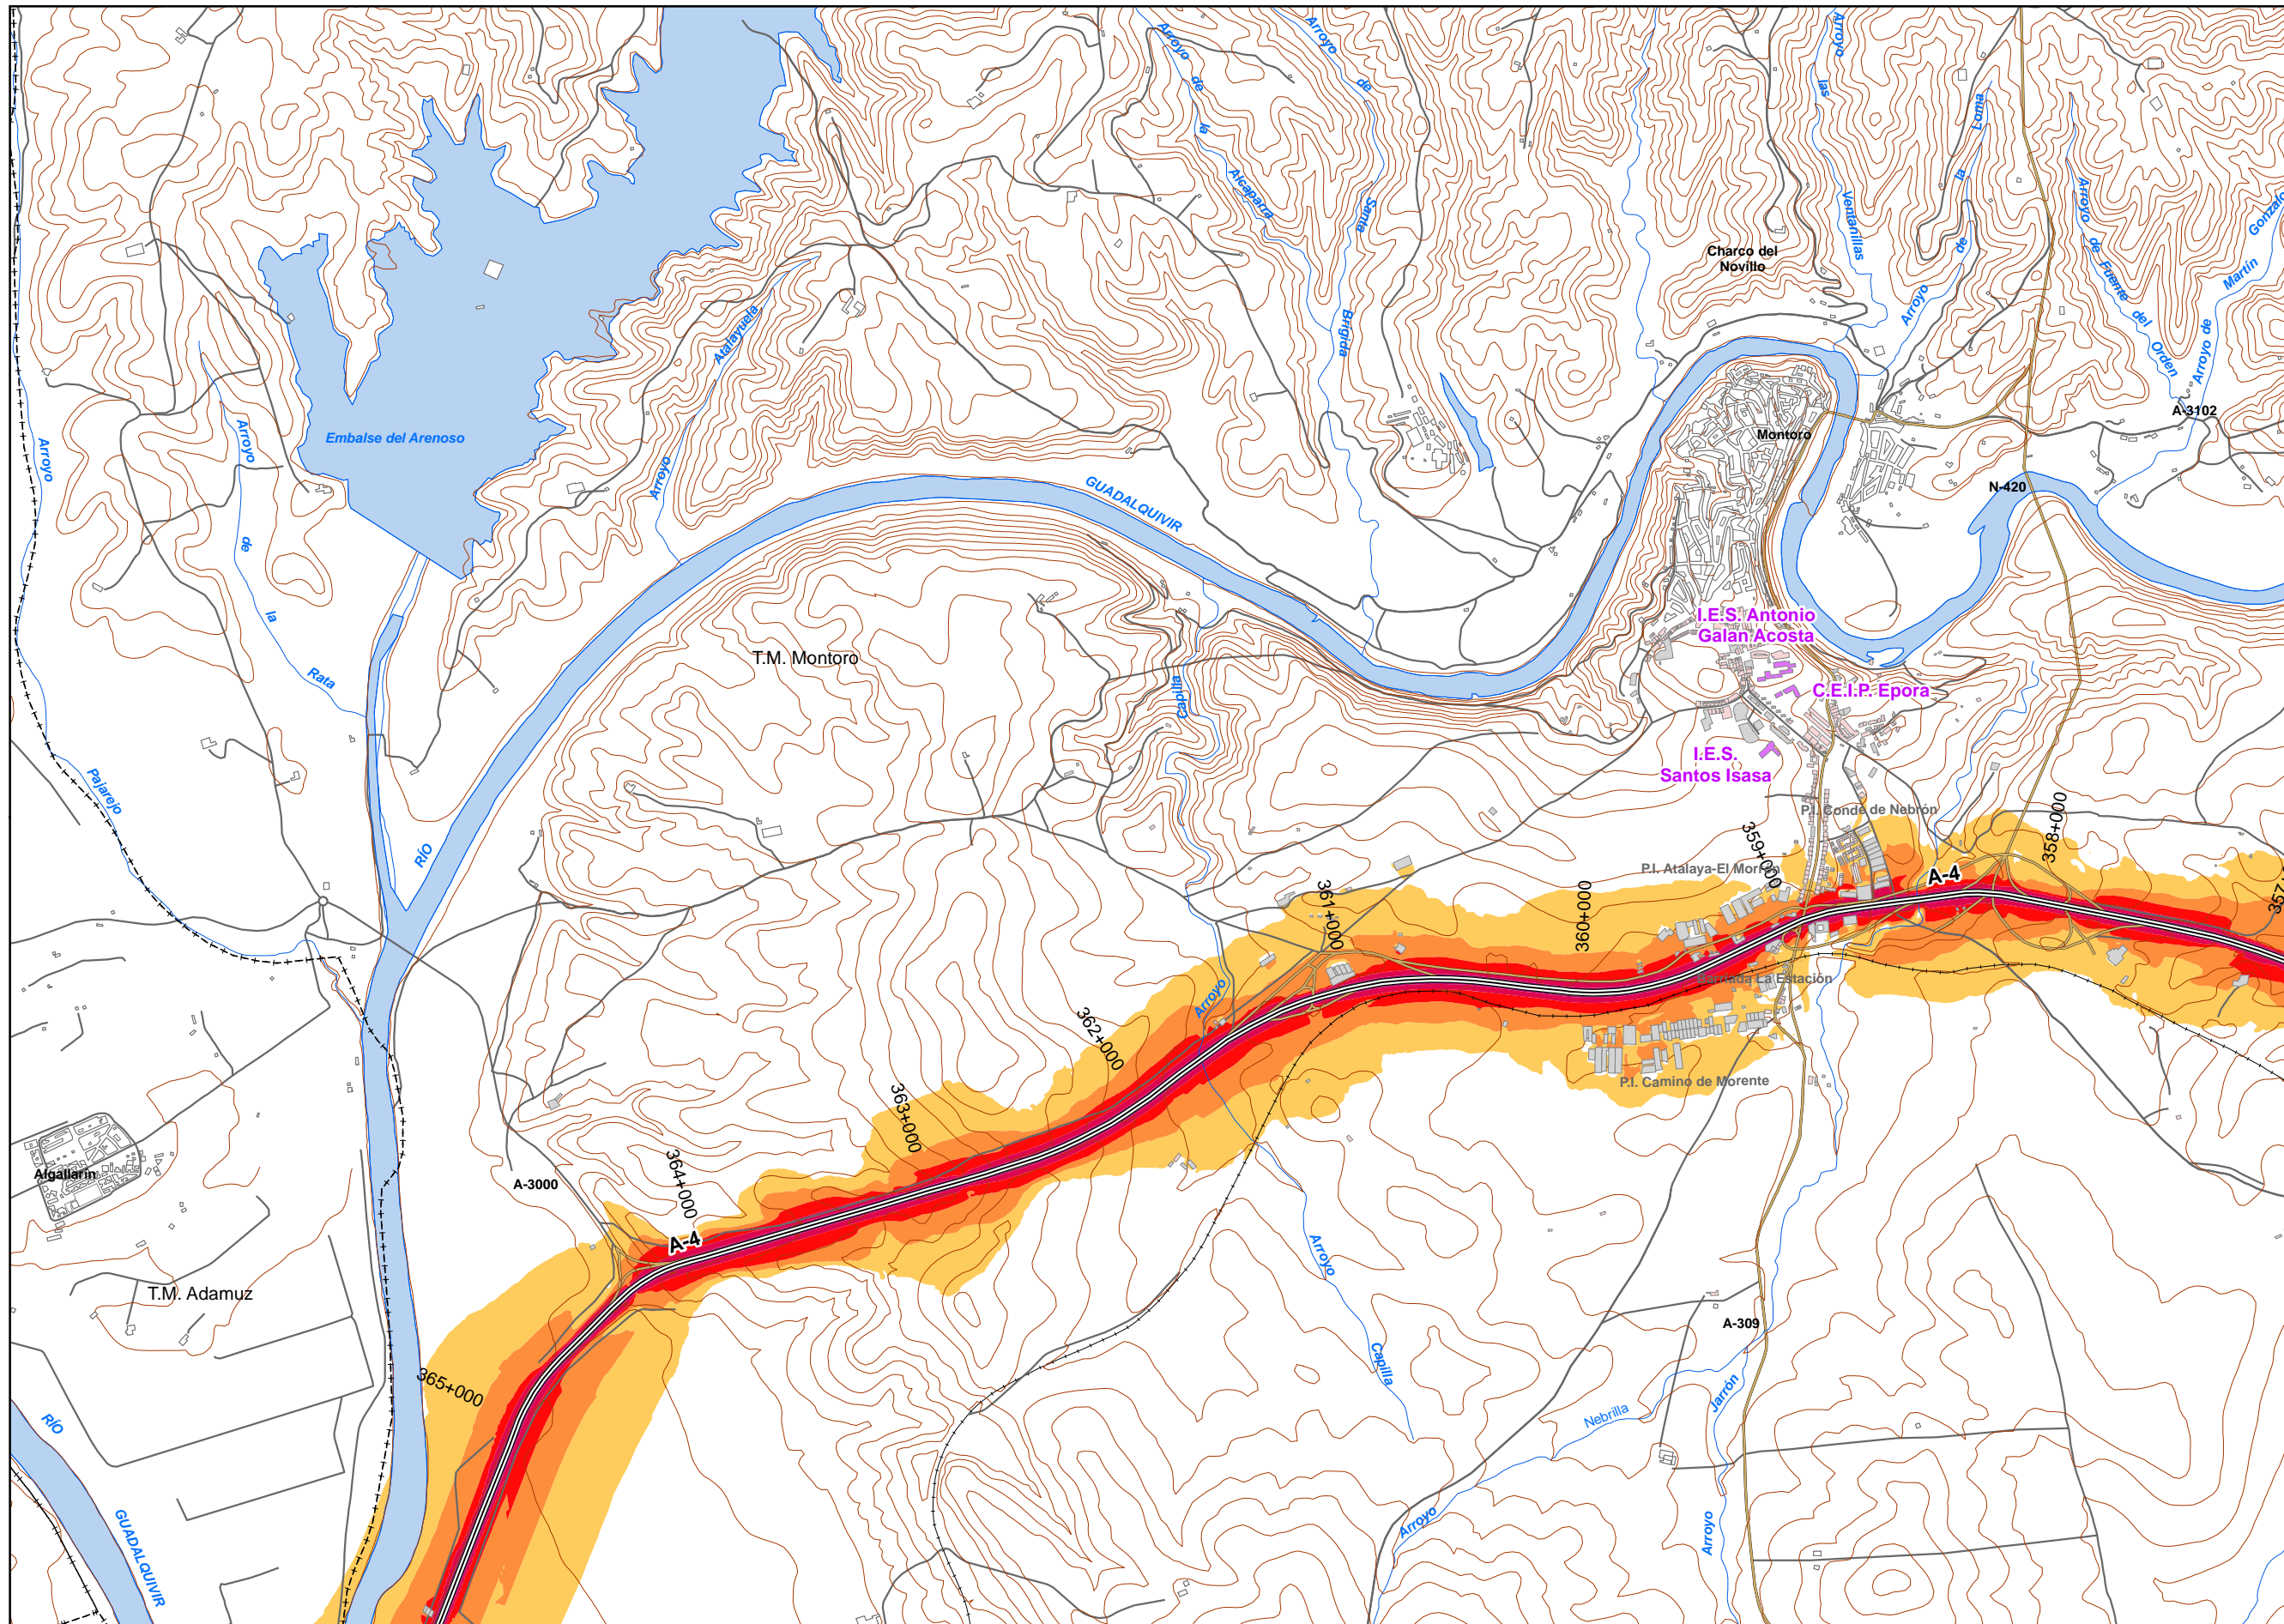 Arroyo
de
la
Alcaparra
Arroyo
de
Santa
Brigida
Arroyo
las
Ventanillas
Loma
la
de
Arroyo
Arroyo
de
Fuente
del
Orden
Gonzalo
Martín
Arroyo de
Charco del
Novillo
Atalayuela
Arroyo
Embalse del Arenoso
Arroyo
Pajarejo
Arroyo
de
la
Rata
A-3102
Montoro
N-420
GUADALQUIVIR
I.E.S. Antonio
Galan Acosta
T.M. Montoro
Capilla
C.E.I.P. Epora
I.E.S.
Santos Isasa
P.I. Conde de Nebrón
358+000
359+000
RÍO
P.I. Atalaya-El Morrón
A-4
357+
361+000
360+000
Barriada La Estación
Arroyo
362+000
P.I. Camino de Morente
363+000
Algallarín
A-3000
364+000
A-4
Arroyo
T.M. Adamuz
A-309
Capilla
365+000
Jarrón
Nebrilla
RÍO
GUADALQUIVIR
Arroyo
Arroyo